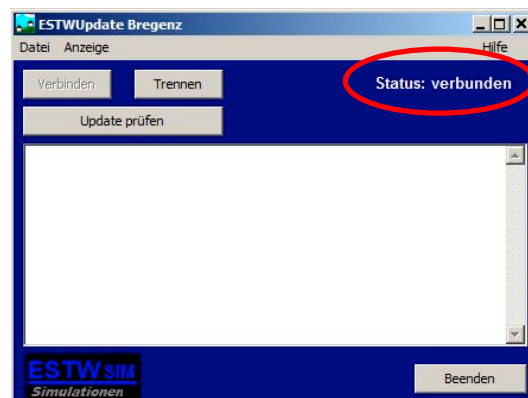 ESTWUpdate Bregenz
Datei Anzeige Hilfe
Verbinden Trennen Status: verbunden
Update prüfen
ESTW SIM
Simulationen
Beenden